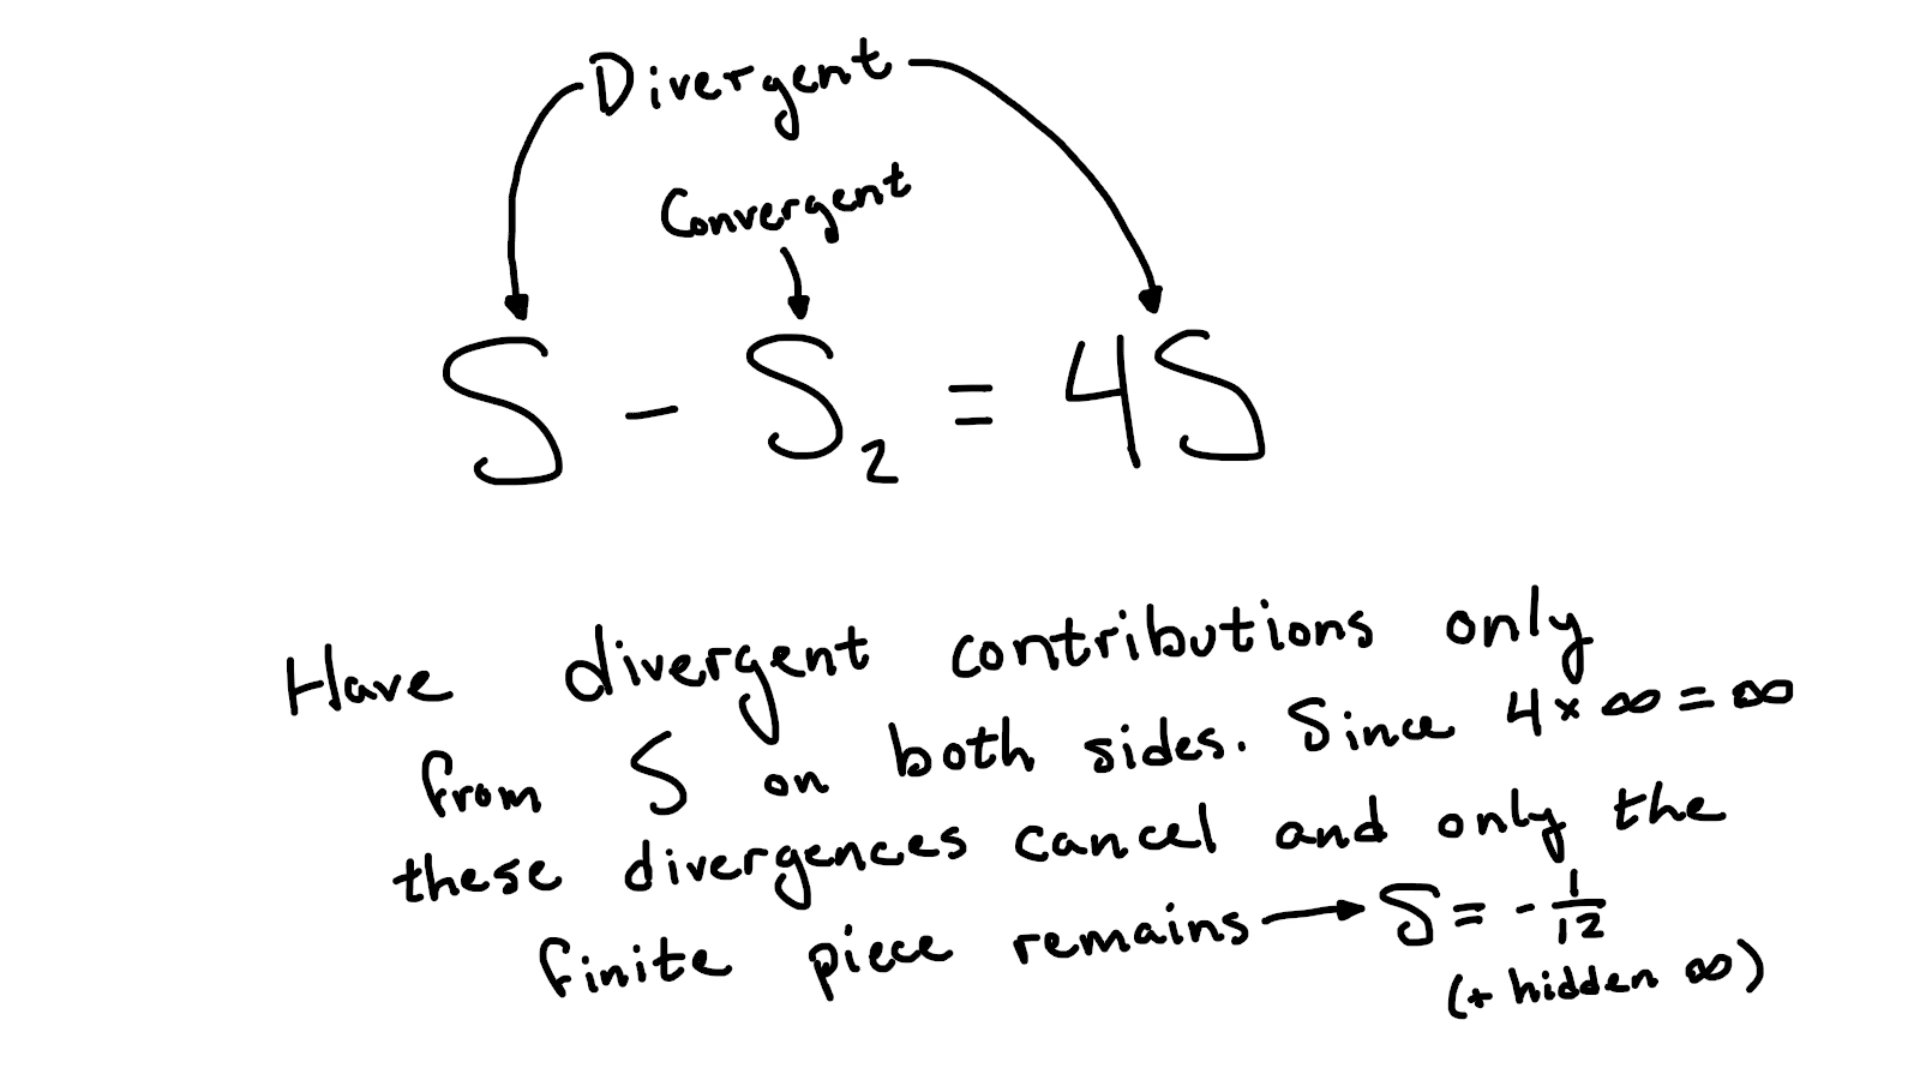 Divergent
Convergent
S - S₂ = 4S
Have divergent contributions only
from S on both sides. Since 4 × ∞ = ∞
these divergences cancel and only the
finite piece remains → S = - 1/12
(+ hidden ∞)